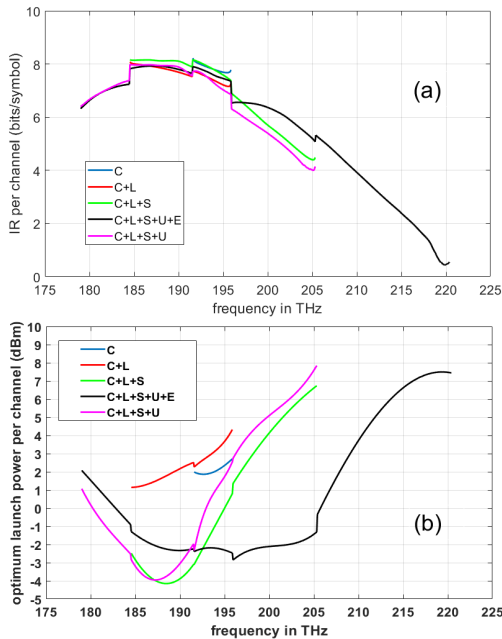 10
8
6
4
2
0
IR per channel (bits/symbol)
(a)
C
C+L
C+L+S
C+L+S+U+E
C+L+S+U
175 180 185 190 195 200 205 210 215 220 225
frequency in THz
10
9
8
7
6
5
4
3
2
1
0
-1
-2
-3
-4
-5
optimum launch power per channel (dBm)
C
C+L
C+L+S
C+L+S+U+E
C+L+S+U
(b)
175 180 185 190 195 200 205 210 215 220 225
frequency in THz